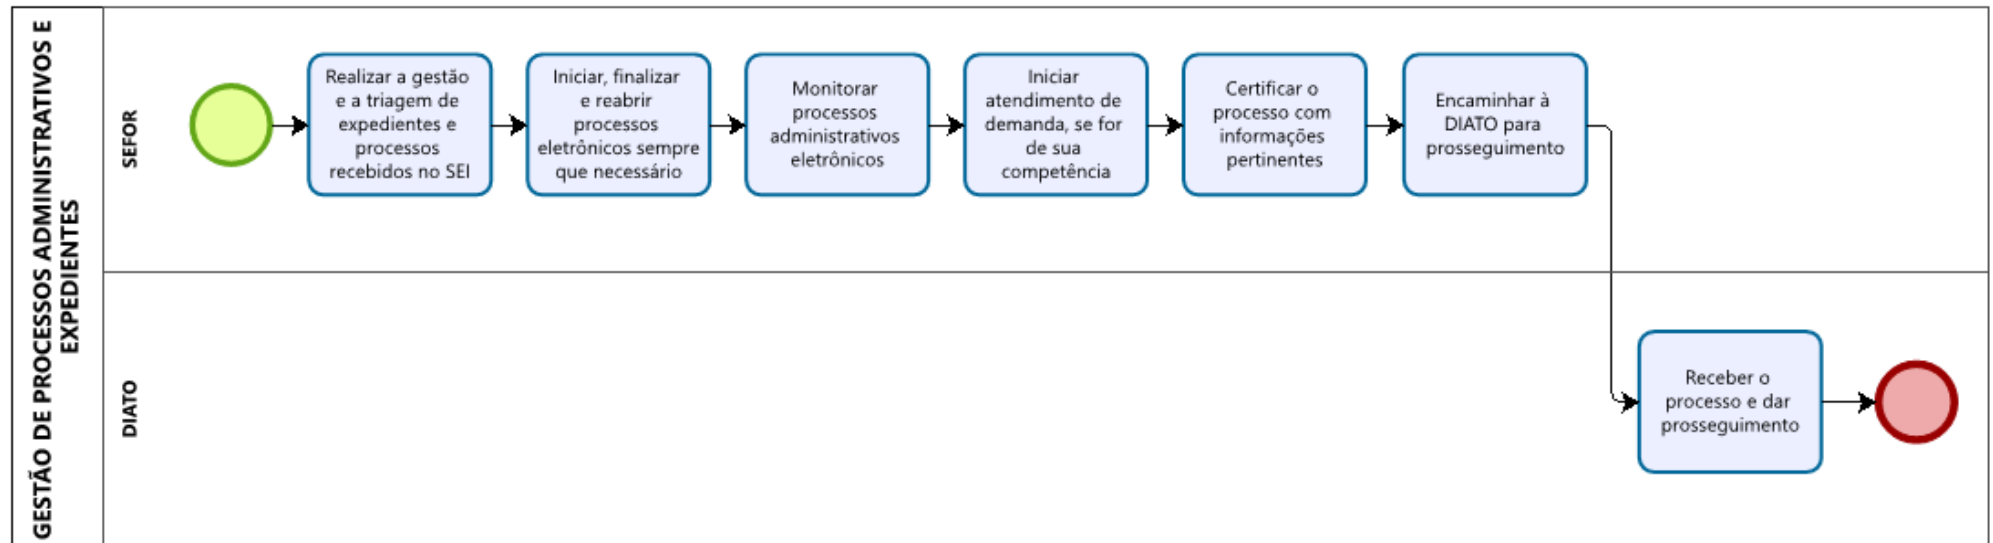 GESTÃO DE PROCESSOS ADMINISTRATIVOS E
EXPEDIENTES
SEFOR
Realizar a gestão
e a triagem de
expedientes e
processos
recebidos no SEI
Iniciar, finalizar
e reabrir
processos
eletrônicos sempre
que necessário
Monitorar
processos
administrativos
eletrônicos
Iniciar
atendimento de
demanda, se for
de sua
competência
Certificar o
processo com
informações
pertinentes
Encaminhar à
DIATO para
prosseguimento
DIATO
Receber o
processo e dar
prosseguimento